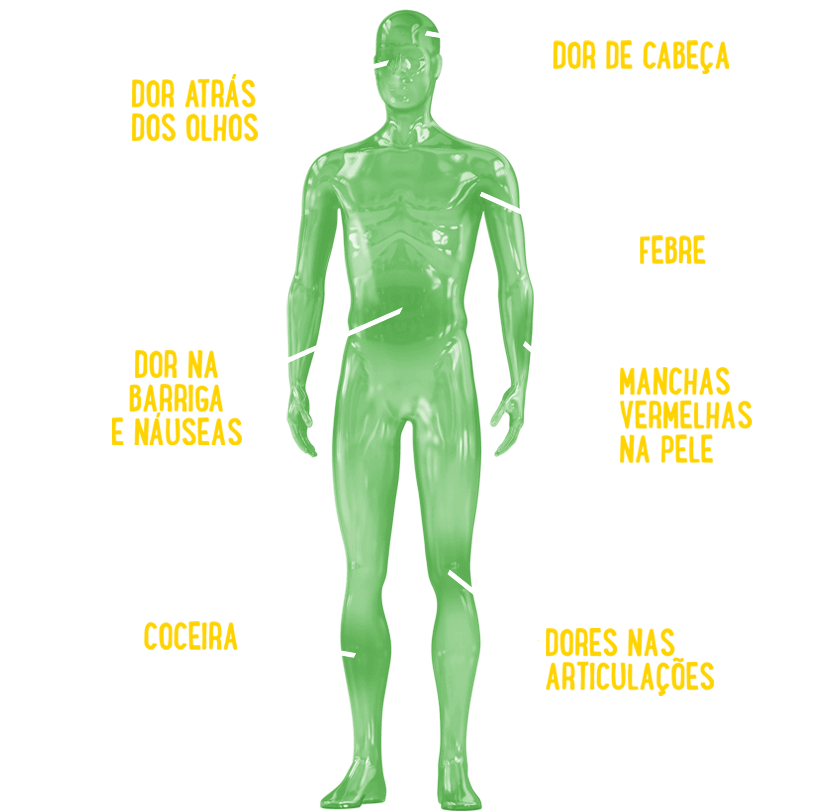 DOR DE CABEÇA
DOR ATRÁS
DOS OLHOS
FEBRE
DOR NA
BARRIGA
E NÁUSEAS
MANCHAS
VERMELHAS
NA PELE
COCEIRA
DORES NAS
ARTICULAÇÕES